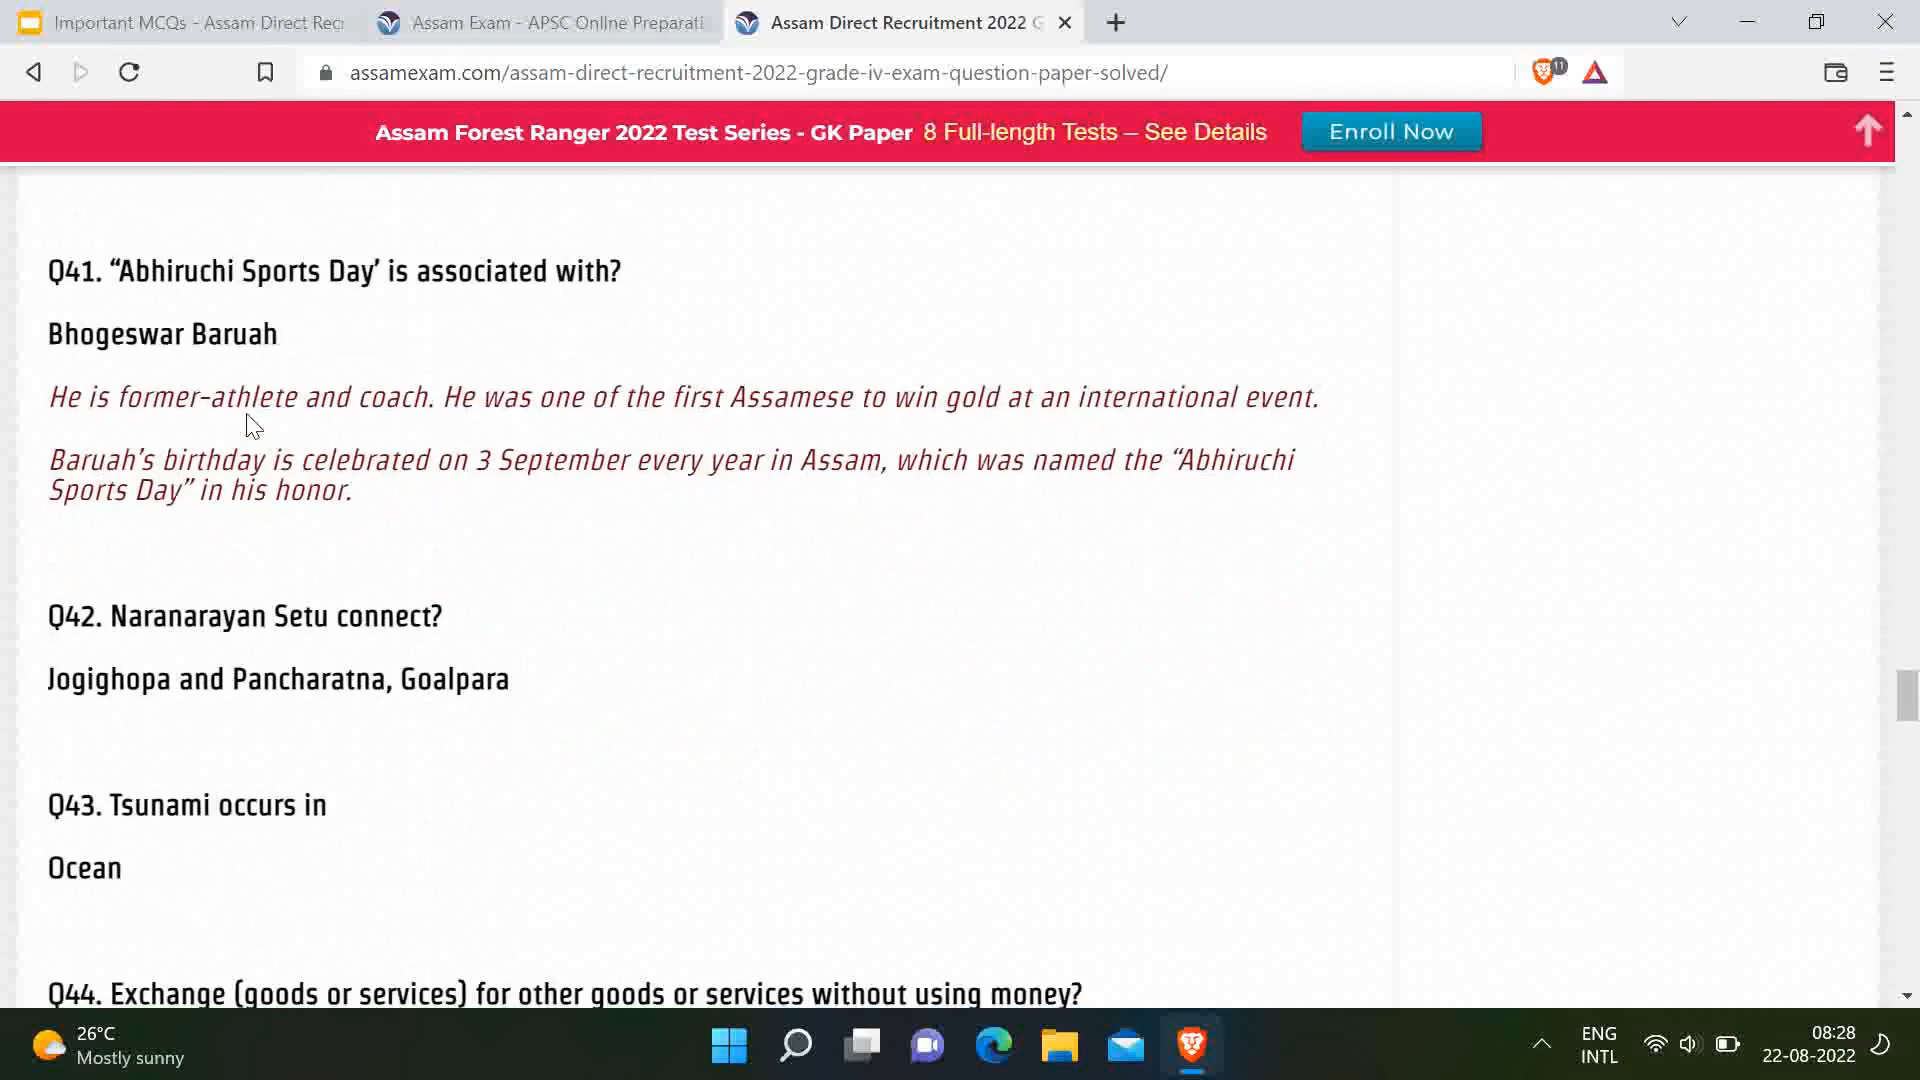 Important MCQs - Assam Direct Recr
Assam Exam - APSC Online Preparati
Assam Direct Recruitment 2022 G
assamexam.com/assam-direct-recruitment-2022-grade-iv-exam-question-paper-solved/
11
Assam Forest Ranger 2022 Test Series - GK Paper 8 Full-length Tests – See Details Enroll Now
Q41. “Abhiruchi Sports Day’ is associated with?
Bhogeswar Baruah
He is former-athlete and coach. He was one of the first Assamese to win gold at an international event.
Baruah’s birthday is celebrated on 3 September every year in Assam, which was named the “Abhiruchi
Sports Day” in his honor.
Q42. Naranarayan Setu connect?
Jogighopa and Pancharatna, Goalpara
Q43. Tsunami occurs in
Ocean
Q44. Exchange (goods or services) for other goods or services without using money?
26°C
Mostly sunny
ENG
INTL
08:28
22-08-2022